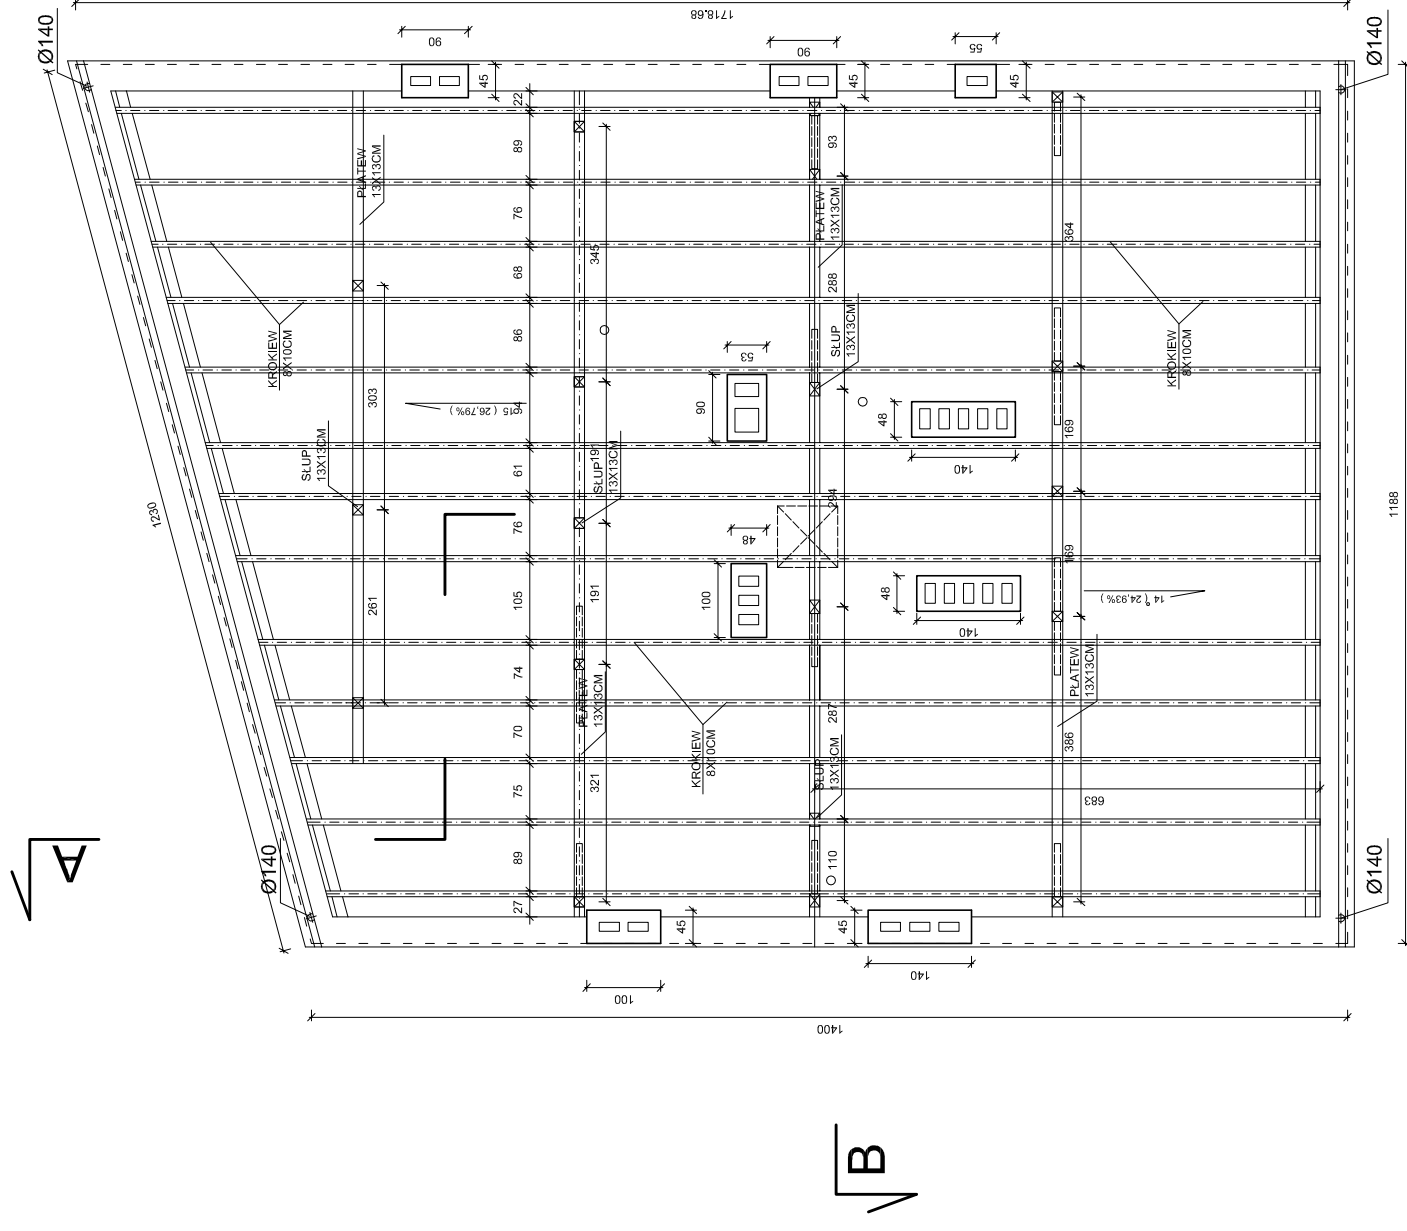 1718.68
Ø140
Ø140
90
90
55
45
45
45
22
89
93
PŁATEW
13X13CM
76
PŁATEW
13X13CM
345
364
68
288
KROKIEW
8X10CM
86
SŁUP
13X13CM
KROKIEW
8X10CM
53
303
90
15 ( 26,79%)
94
48
169
SŁUP
13X13CM
191
SŁUP
13X13CM
61
140
1230
76
48
294
1188
169
261
105
191
100
48
14 ° ( 24,93% )
140
74
PŁATEW
13X13CM
PŁATEW
13X13CM
70
287
386
KROKIEW
8X10CM
75
321
SŁUP
13X13CM
683
A
Ø140
89
110
Ø140
27
45
45
140
100
1400
B